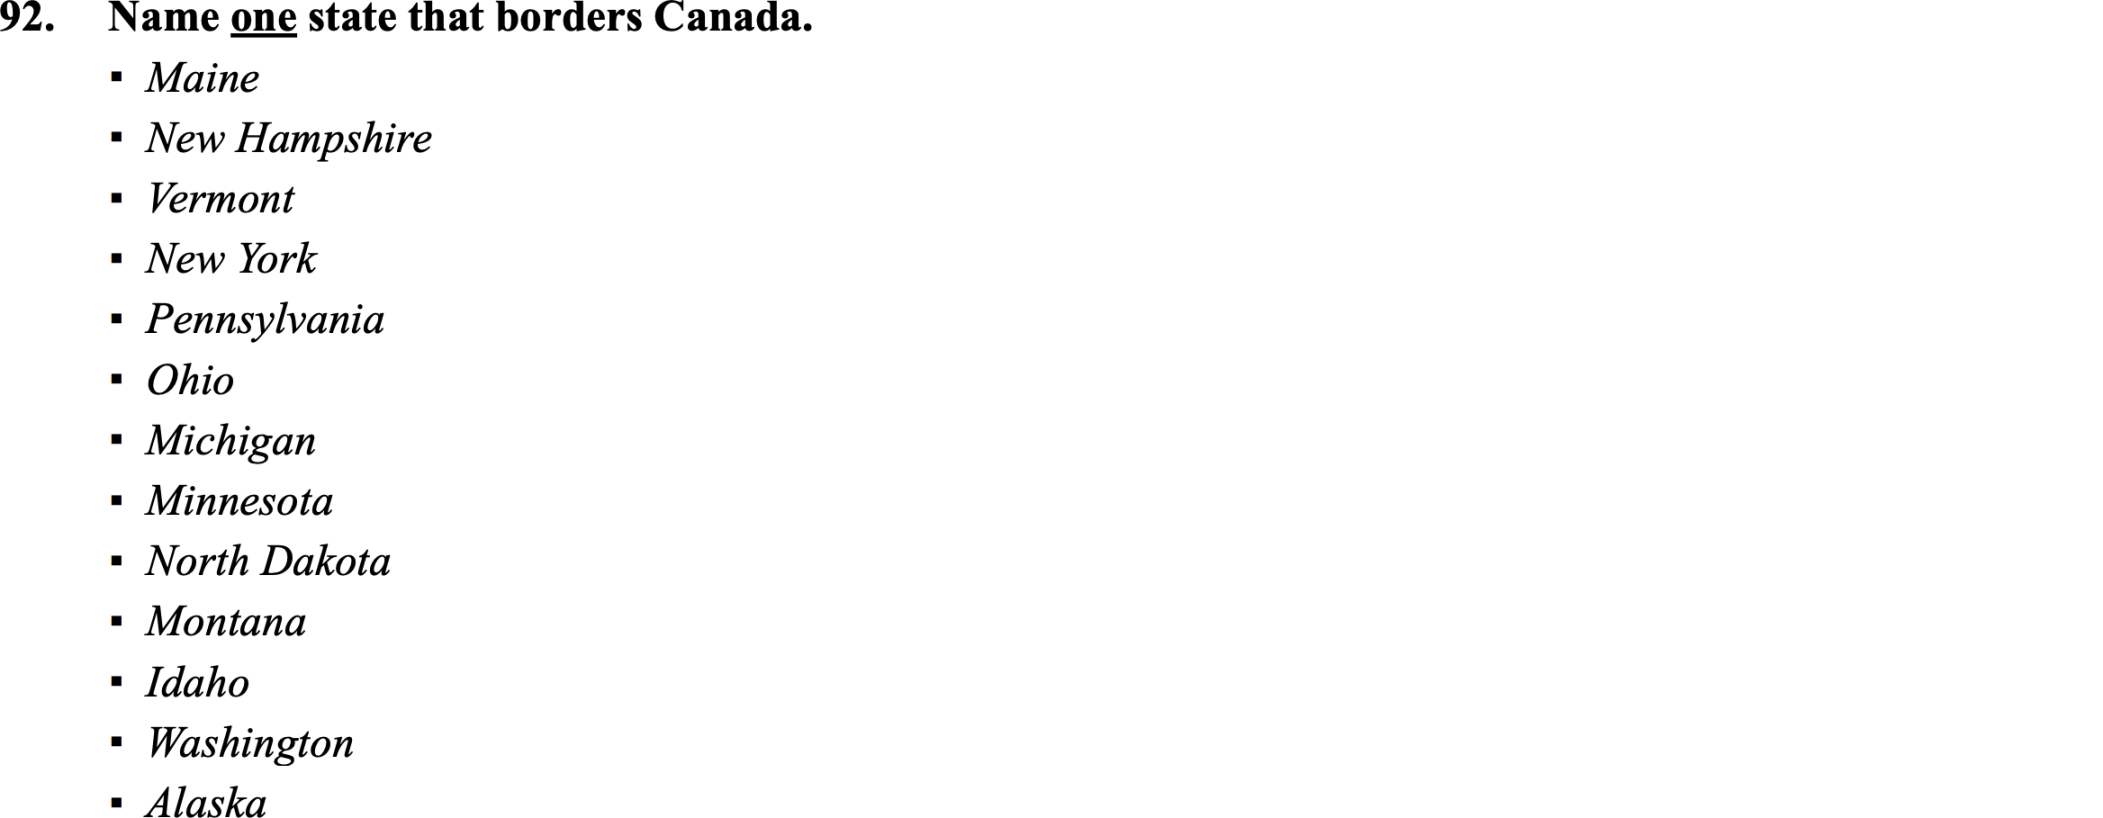 92. Name one state that borders Canada.
▪ Maine
▪ New Hampshire
▪ Vermont
▪ New York
▪ Pennsylvania
▪ Ohio
▪ Michigan
▪ Minnesota
▪ North Dakota
▪ Montana
▪ Idaho
▪ Washington
▪ Alaska